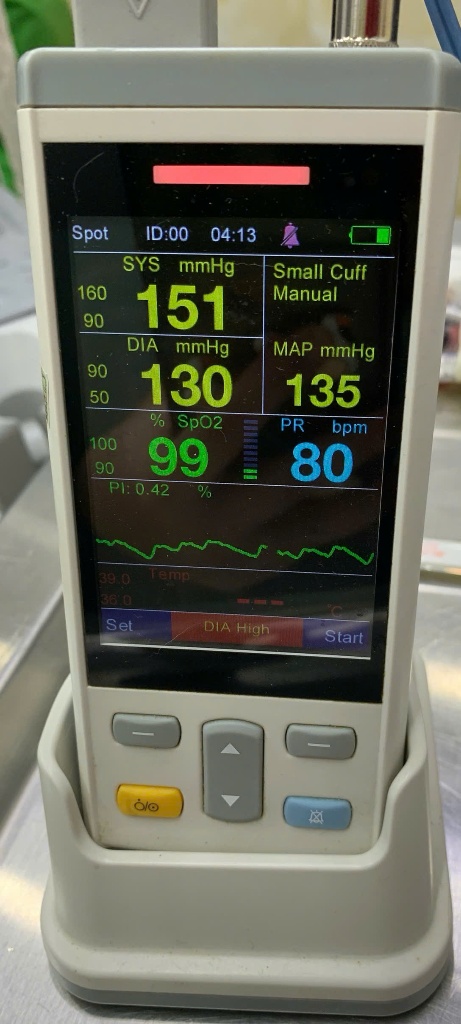 Spot ID:00 04:13
SYS mmHg
160
90
151
Small Cuff
Manual
DIA mmHg
90
50
130
MAP mmHg
135
% SpO2
100
90
99
PR bpm
80
PI: 0.42 %
39.0 Temp
36.0 --- °C
Set DIA High Start